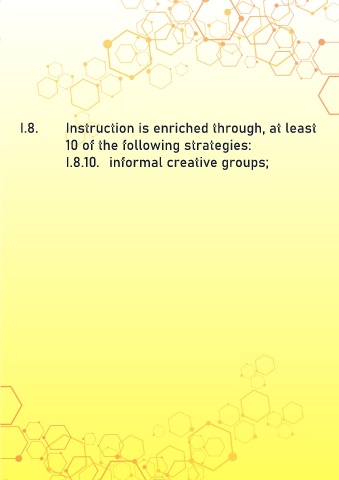 I.8. Instruction is enriched through, at least
10 of the following strategies:
I.8.10. informal creative groups;